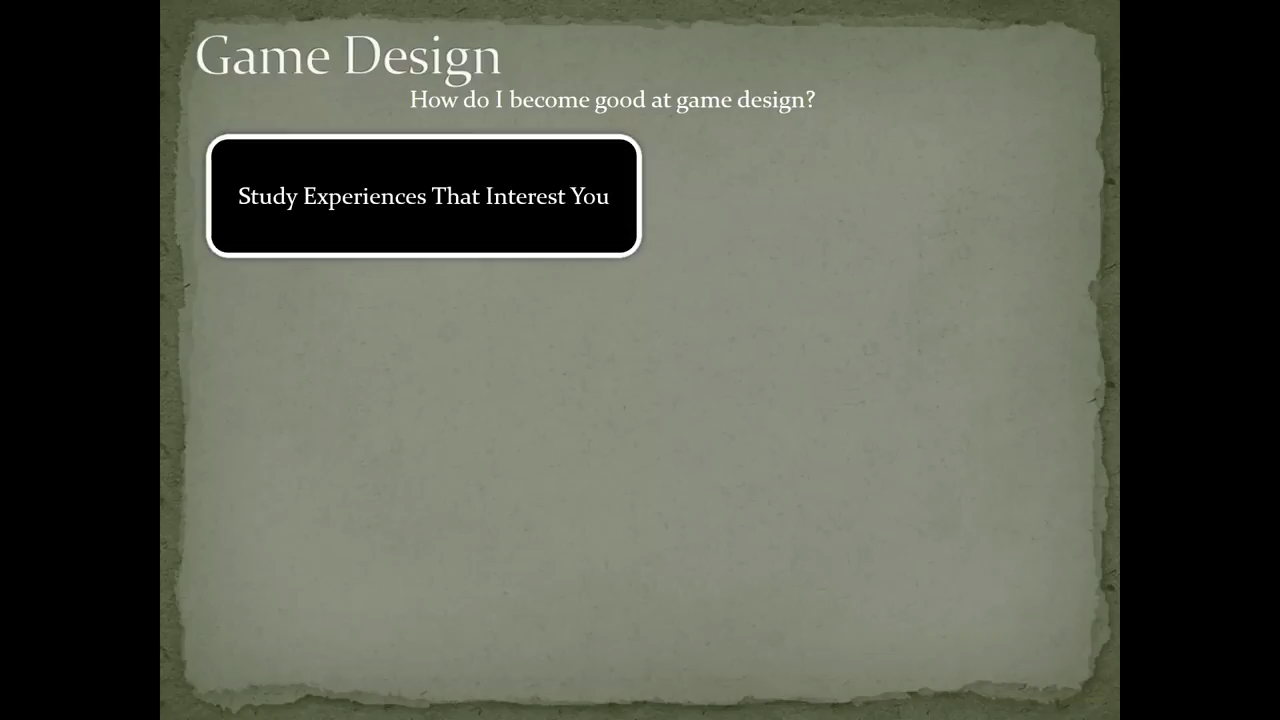 Game Design
How do I become good at game design?
Study Experiences That Interest You